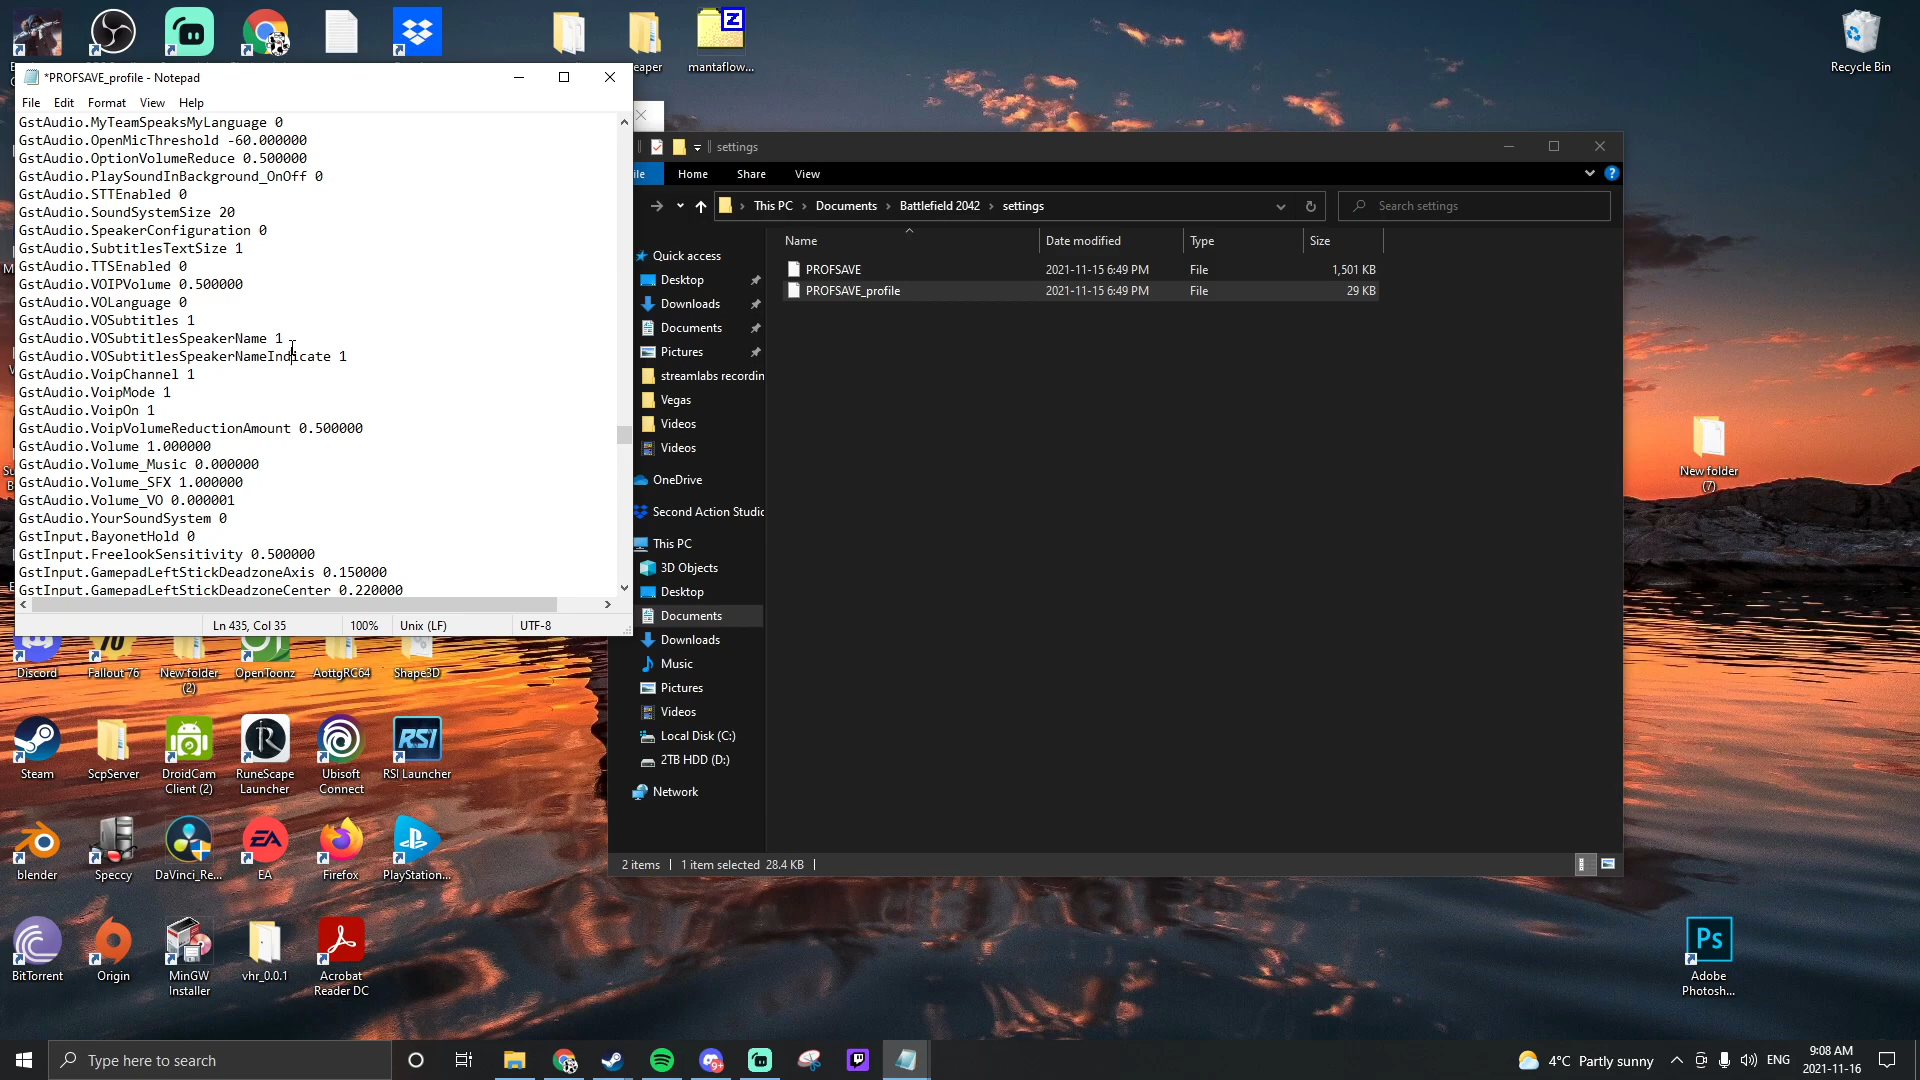 eaper
mantaflow...
Recycle Bin
*PROFSAVE_profile - Notepad
File Edit Format View Help
GstAudio.MyTeamSpeaksMyLanguage 0
GstAudio.OpenMicThreshold -60.000000
GstAudio.OptionVolumeReduce 0.500000
GstAudio.PlaySoundInBackground_OnOff 0
GstAudio.STTEnabled 0
GstAudio.SoundSystemSize 20
GstAudio.SpeakerConfiguration 0
GstAudio.SubtitlesTextSize 1
GstAudio.TTSEnabled 0
GstAudio.VOIPVolume 0.500000
GstAudio.VOLanguage 0
GstAudio.VOSubtitles 1
GstAudio.VOSubtitlesSpeakerName 1
GstAudio.VOSubtitlesSpeakerNameIndicate 1
GstAudio.VoipChannel 1
GstAudio.VoipMode 1
GstAudio.VoipOn 1
GstAudio.VoipVolumeReductionAmount 0.500000
GstAudio.Volume 1.000000
GstAudio.Volume_Music 0.000000
GstAudio.Volume_SFX 1.000000
GstAudio.Volume_VO 0.000001
GstAudio.YourSoundSystem 0
GstInput.BayonetHold 0
GstInput.FreelookSensitivity 0.500000
GstInput.GamepadLeftStickDeadzoneAxis 0.150000
GstInput.GamepadLeftStickDeadzoneCenter 0.220000
Ln 435, Col 35 100% Unix (LF) UTF-8
settings
ile Home Share View
This PC Documents Battlefield 2042 settings
Search settings
Name Date modified Type Size
PROFSAVE 2021-11-15 6:49 PM File 1,501 KB
PROFSAVE_profile 2021-11-15 6:49 PM File 29 KB
Quick access
Desktop
Downloads
Documents
Pictures
streamlabs recordin
Vegas
Videos
Videos
OneDrive
Second Action Studio
This PC
3D Objects
Desktop
Documents
Downloads
Music
Pictures
Videos
Local Disk (C:)
2TB HDD (D:)
Network
2 items 1 item selected 28.4 KB
New folder
(7)
Discord
Fallout 76
New folder
(2)
OpenToonz
AottgRC64
Shape3D
Steam
ScpServer
DroidCam
Client (2)
RuneScape
Launcher
Ubisoft
Connect
RSI
RSI Launcher
blender
Speccy
DaVinci_Re...
EA
EA
Firefox
PlayStation...
BitTorrent
Origin
MinGW
Installer
vhr_0.0.1
Acrobat
Reader DC
Ps
Adobe
Photosh...
Type here to search
4°C Partly sunny
ENG
9:08 AM
2021-11-16